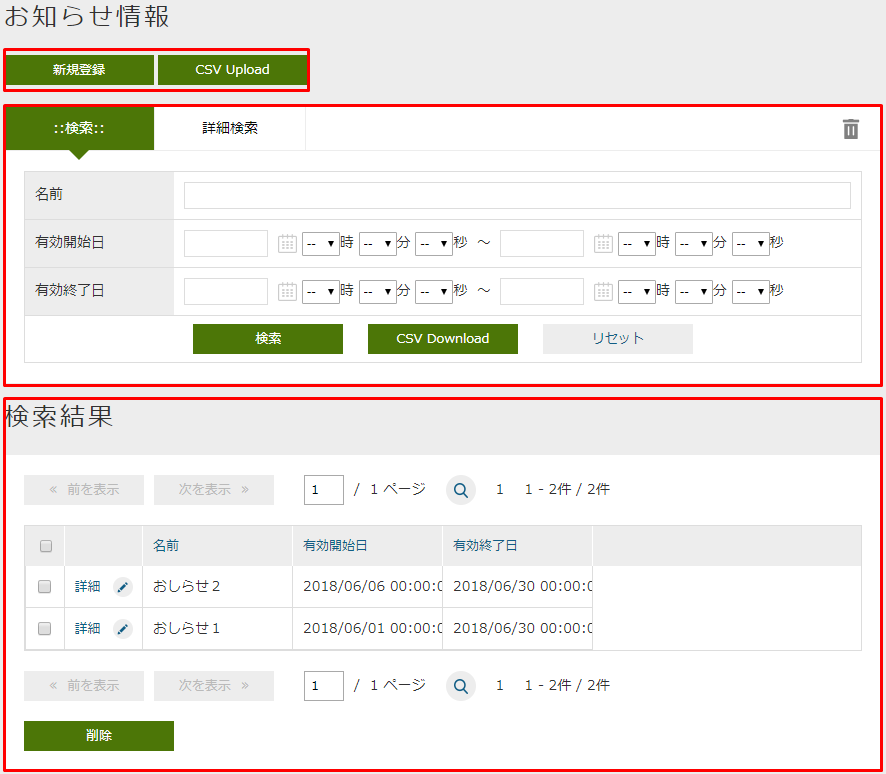 お知らせ情報
新規登録 CSV Upload
::検索:: 詳細検索
名前
有効開始日 -- 時 -- 分 -- 秒 ～ -- 時 -- 分 -- 秒
有効終了日 -- 時 -- 分 -- 秒 ～ -- 時 -- 分 -- 秒
検索 CSV Download リセット
検索結果
« 前を表示 次を表示 » 1 / 1 ページ 1 1 - 2件 / 2件
名前 有効開始日 有効終了日
詳細 おしらせ２ 2018/06/06 00:00:0 2018/06/30 00:00:0
詳細 おしらせ１ 2018/06/01 00:00:0 2018/06/30 00:00:0
« 前を表示 次を表示 » 1 / 1 ページ 1 1 - 2件 / 2件
削除